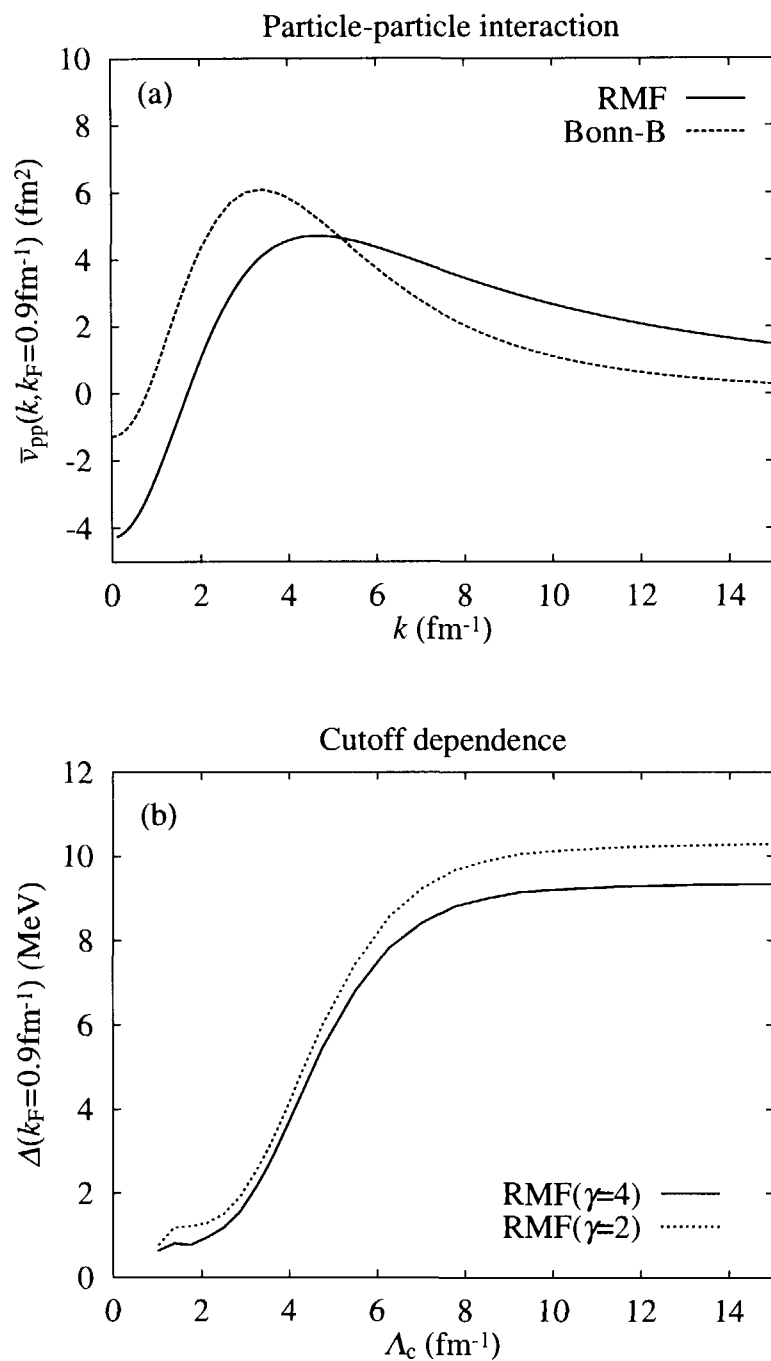 Particle-particle interaction
(a)
RMF
Bonn-B
10
8
6
4
2
0
-2
-4
v̅pp(k,kF=0.9fm-1) (fm2)
0 2 4 6 8 10 12 14
k (fm-1)
Cutoff dependence
(b)
12
10
8
6
4
2
0
Δ(kF=0.9fm-1) (MeV)
RMF(γ=4)
RMF(γ=2)
0 2 4 6 8 10 12 14
Λc (fm-1)